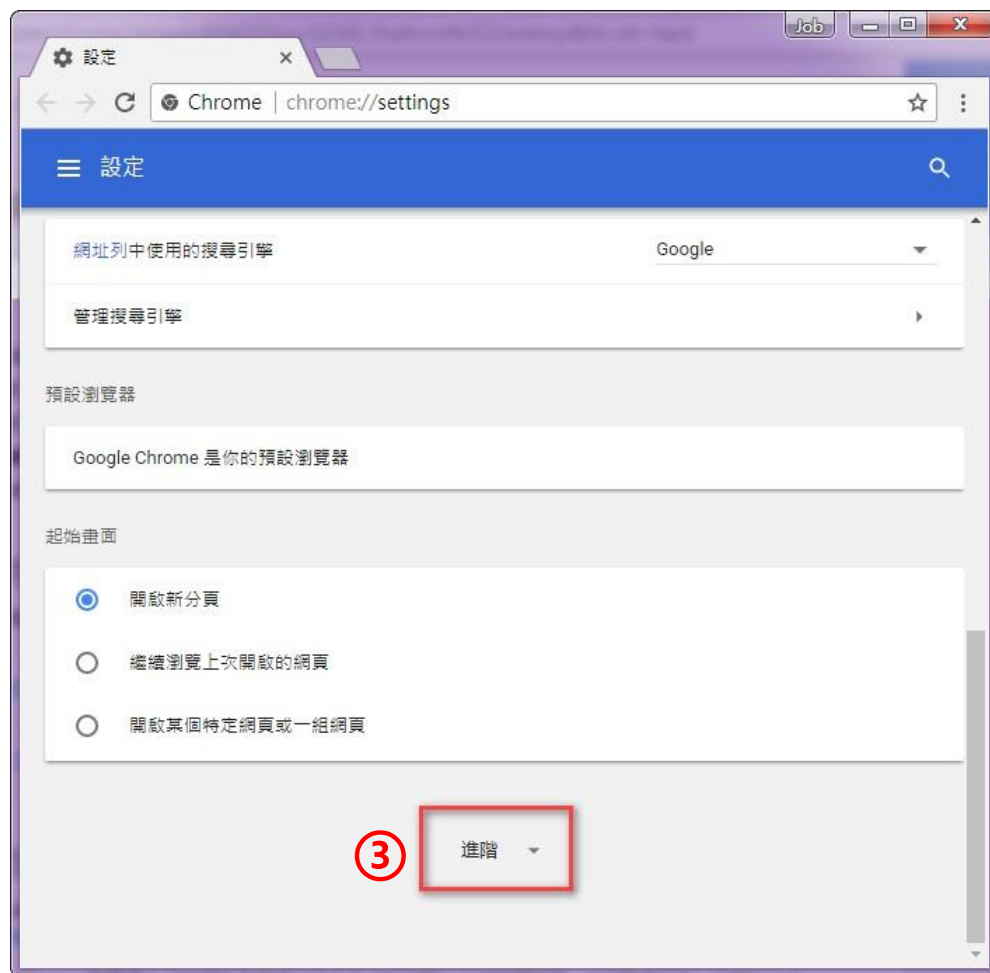 Job
設定
Chrome | chrome://settings
設定
網址列中使用的搜尋引擎 Google
管理搜尋引擎
預設瀏覽器
Google Chrome 是你的預設瀏覽器
起始畫面
開啟新分頁
繼續瀏覽上次開啟的網頁
開啟某個特定網頁或一組網頁
③ 進階